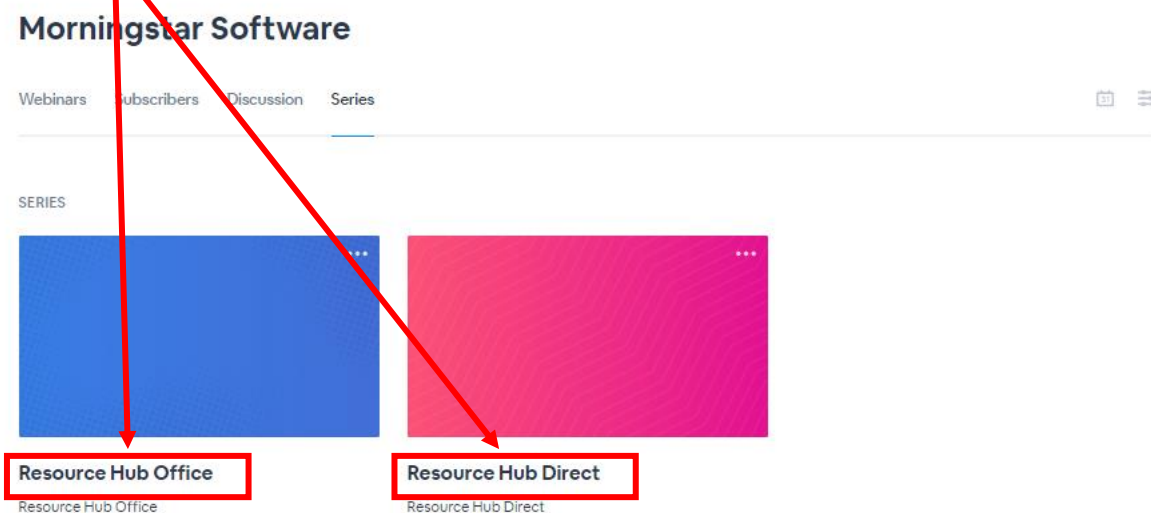 Morningstar Software
Webinars Subscribers Discussion Series
31
SERIES
Resource Hub Office Resource Hub Direct
Resource Hub Office Resource Hub Direct